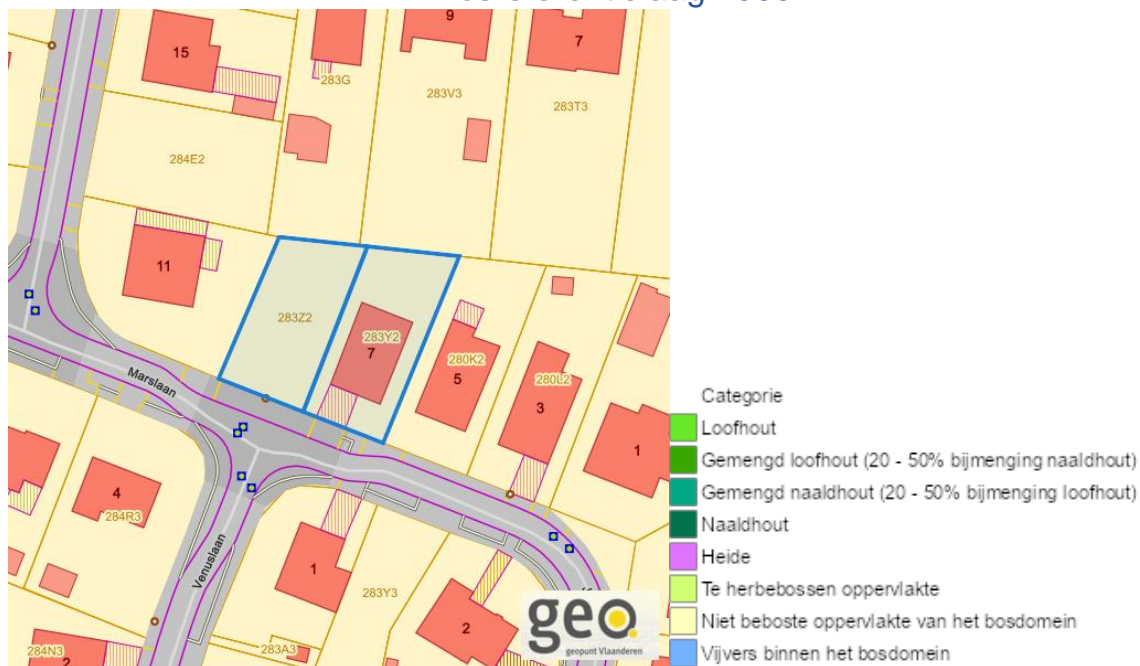 15
283G
9
7
283V3
283T3
284E2
11
283Z2
283Y2
7
280K2
5
280L2
3
1
Marslaan
4
284R3
Venuslaan
1
283Y3
2
284N3
2
283A3
geo
geopunt Vlaanderen
Categorie
Loofhout
Gemengd loofhout (20 - 50% bijmenging naaldhout)
Gemengd naaldhout (20 - 50% bijmenging loofhout)
Naaldhout
Heide
Te herbebossen oppervlakte
Niet beboste oppervlakte van het bosdomein
Vijvers binnen het bosdomein